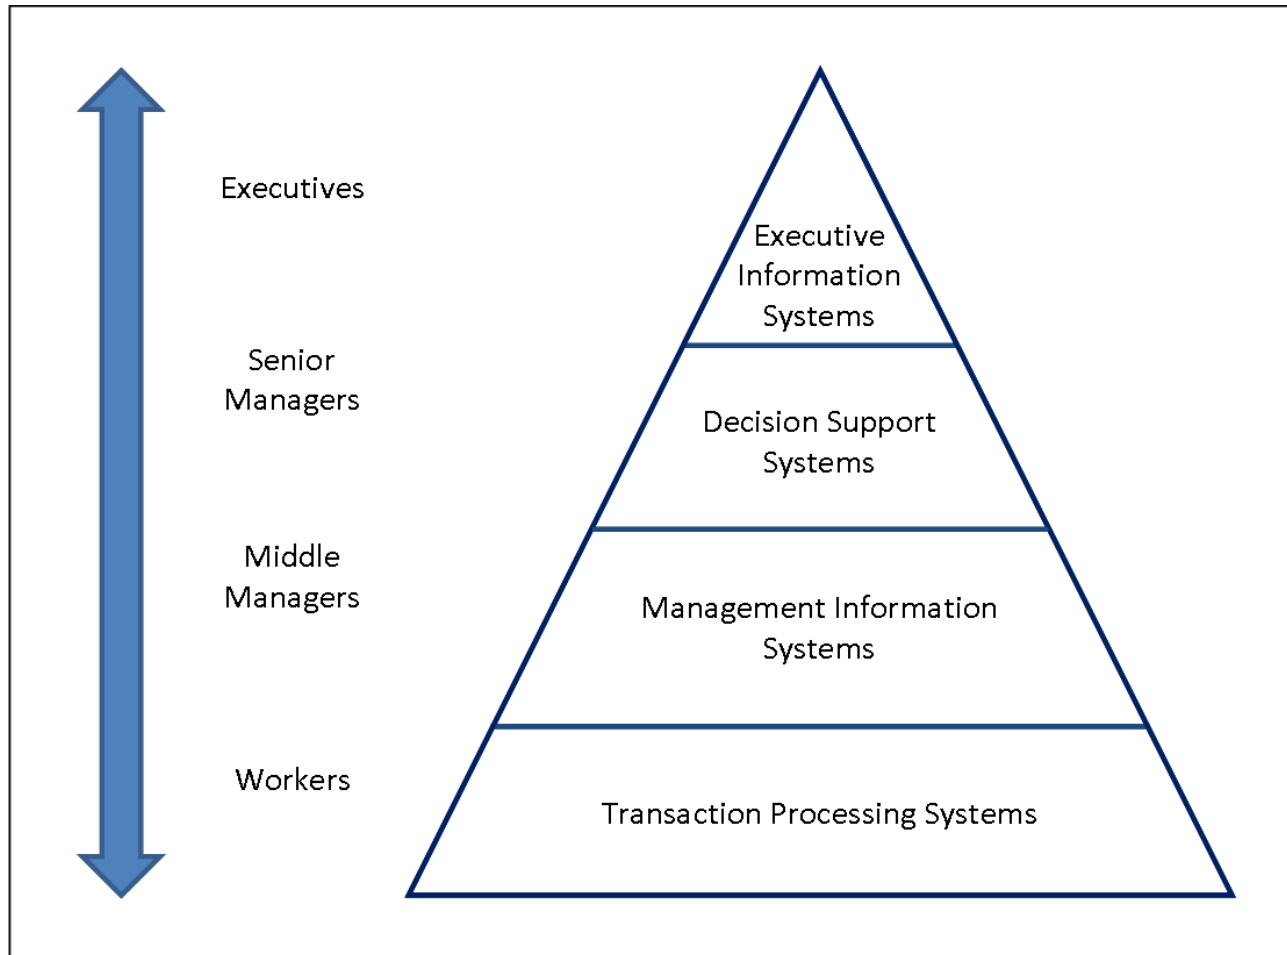 Executives
Executive
Information
Systems
Senior
Managers
Decision Support
Systems
Middle
Managers
Management Information
Systems
Workers
Transaction Processing Systems